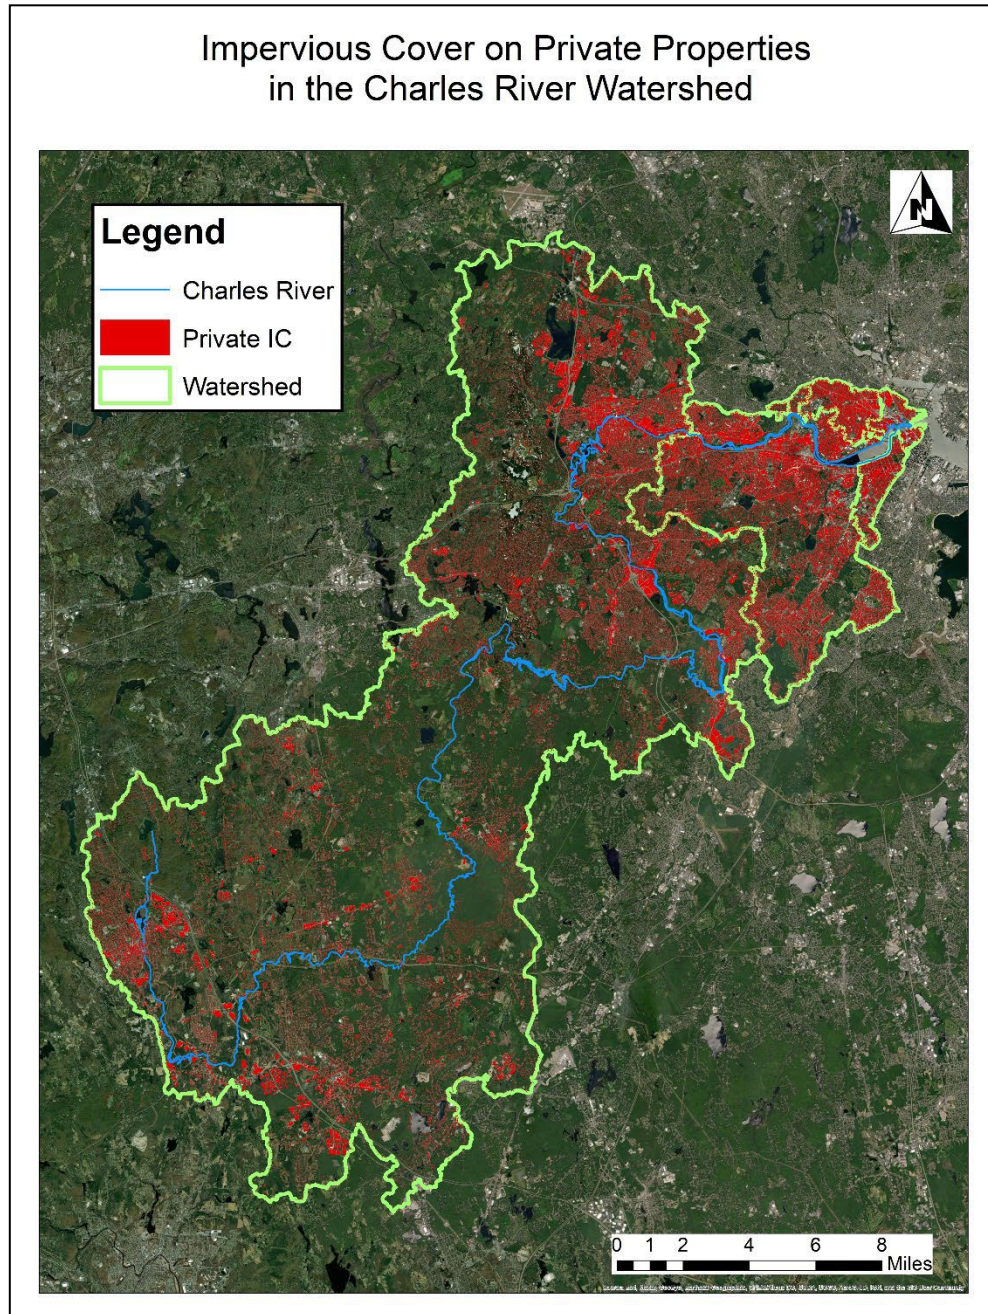 Impervious Cover on Private Properties
in the Charles River Watershed
N
Legend
Charles River
Private IC
Watershed
0 1 2 4 6 8
Miles